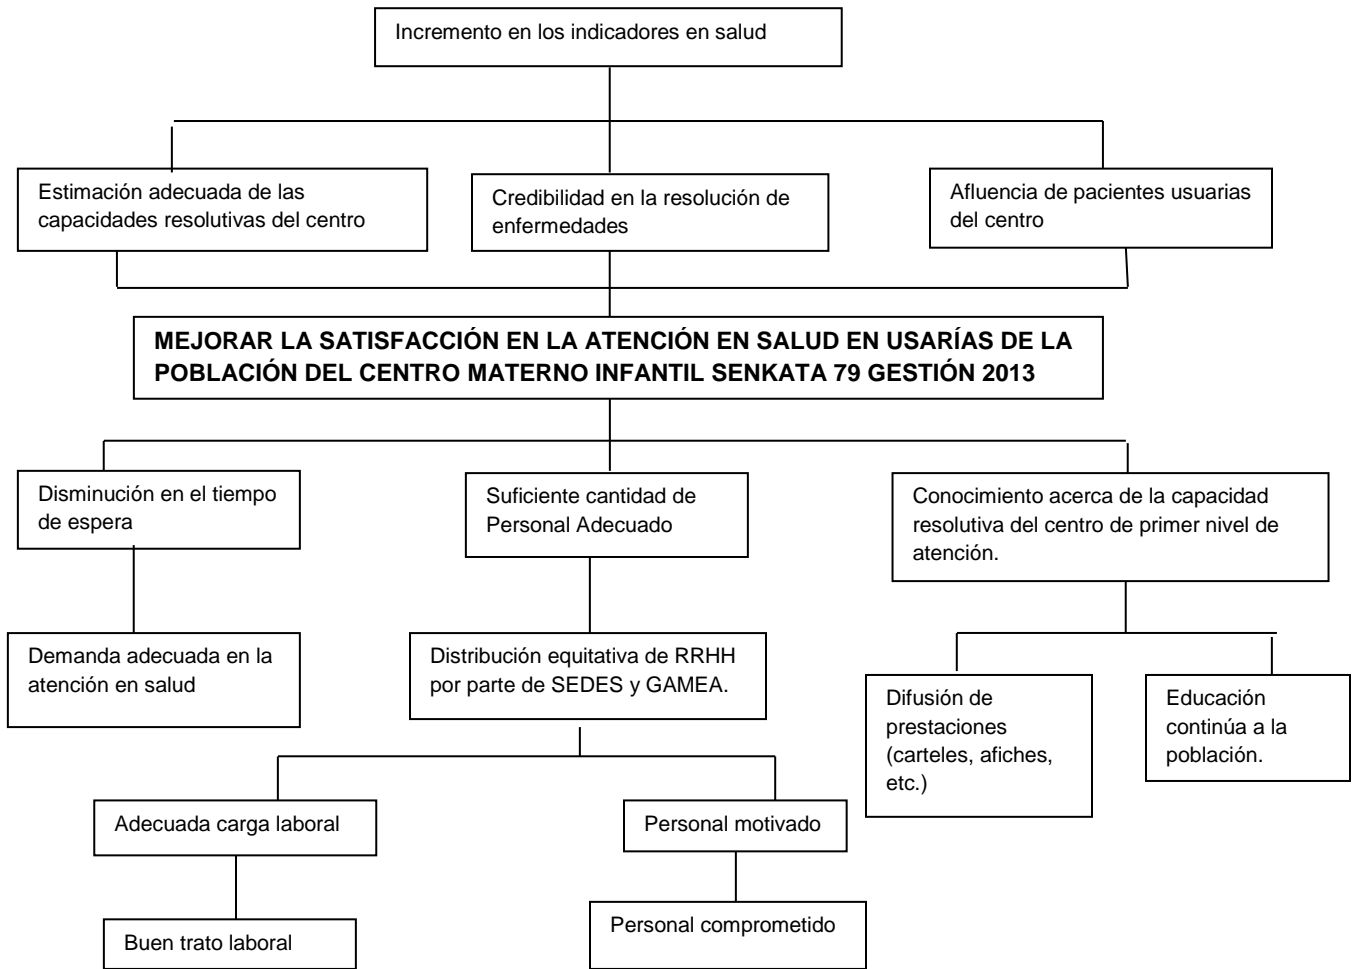 Incremento en los indicadores en salud
Estimación adecuada de las
capacidades resolutivas del centro
Credibilidad en la resolución de
enfermedades
Afluencia de pacientes usuarias
del centro
MEJORAR LA SATISFACCIÓN EN LA ATENCIÓN EN SALUD EN USARÍAS DE LA
POBLACIÓN DEL CENTRO MATERNO INFANTIL SENKATA 79 GESTIÓN 2013
Disminución en el tiempo
de espera
Suficiente cantidad de
Personal Adecuado
Conocimiento acerca de la capacidad
resolutiva del centro de primer nivel de
atención.
Demanda adecuada en la
atención en salud
Distribución equitativa de RRHH
por parte de SEDES y GAMEA.
Difusión de
prestaciones
(carteles, afiches,
etc.)
Educación
continúa a la
población.
Adecuada carga laboral
Personal motivado
Buen trato laboral
Personal comprometido